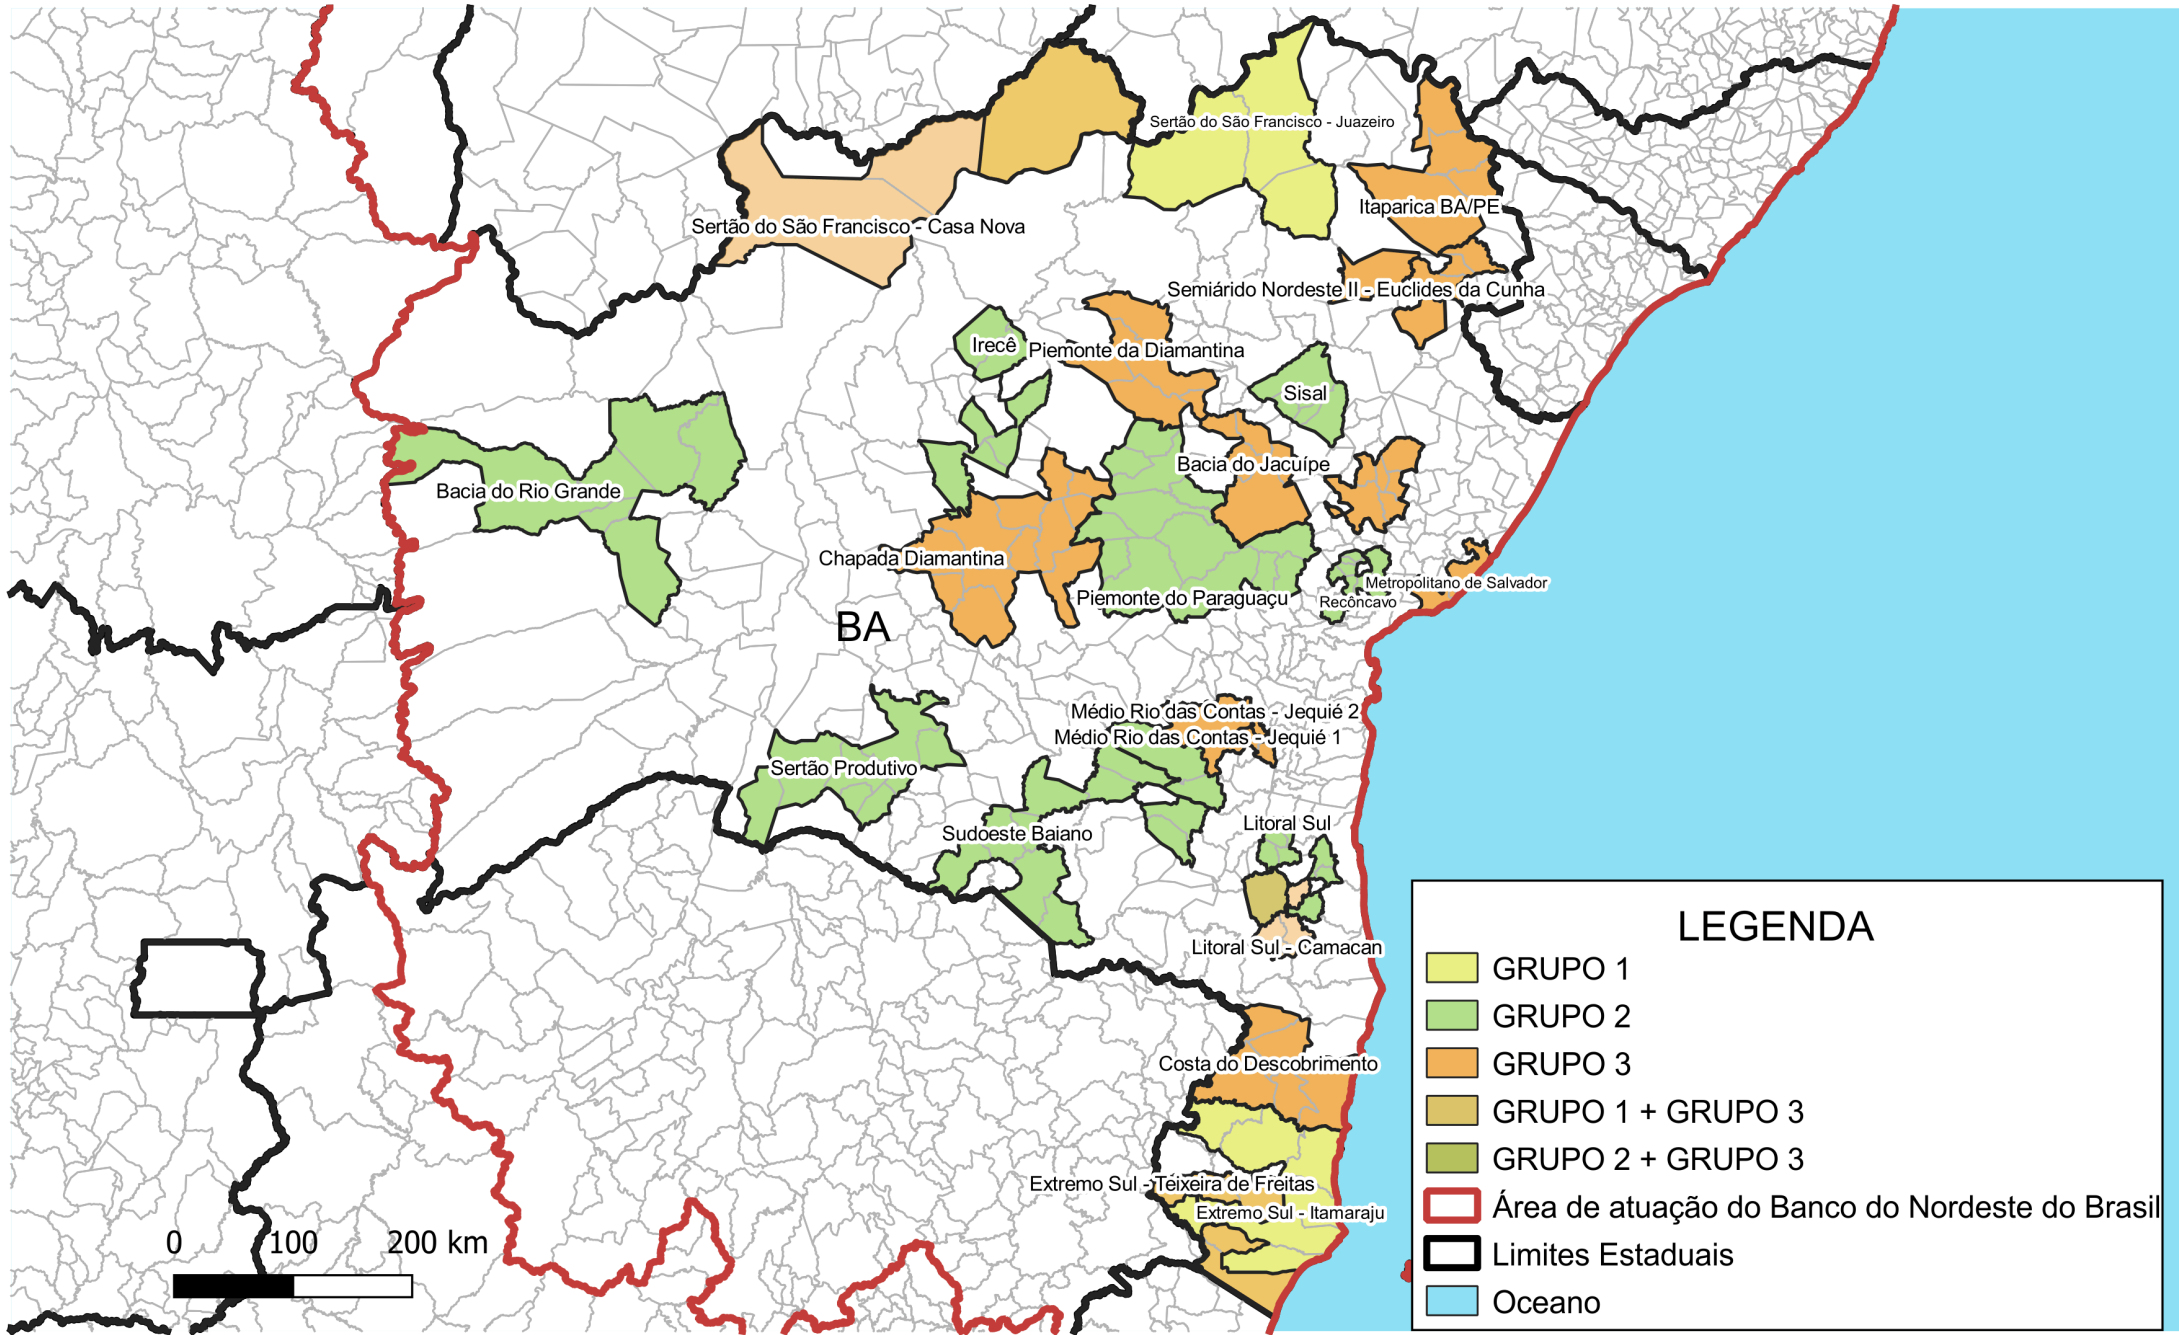 Sertão do São Francisco - Juazeiro
Itaparica BA/PE
Sertão do São Francisco - Casa Nova
Semiárido Nordeste II - Euclides da Cunha
Irecê
Piemonte da Diamantina
Sisal
Bacia do Jacuípe
Bacia do Rio Grande
Chapada Diamantina
Metropolitano de Salvador
Piemonte do Paraguaçu
Recôncavo
BA
Médio Rio das Contas - Jequié 2
Médio Rio das Contas - Jequié 1
Sertão Produtivo
Litoral Sul
Sudoeste Baiano
Litoral Sul - Camacan
Costa do Descobrimento
Extremo Sul - Teixeira de Freitas
Extremo Sul - Itamaraju
0 100 200 km
LEGENDA
GRUPO 1
GRUPO 2
GRUPO 3
GRUPO 1 + GRUPO 3
GRUPO 2 + GRUPO 3
Área de atuação do Banco do Nordeste do Brasil
Limites Estaduais
Oceano